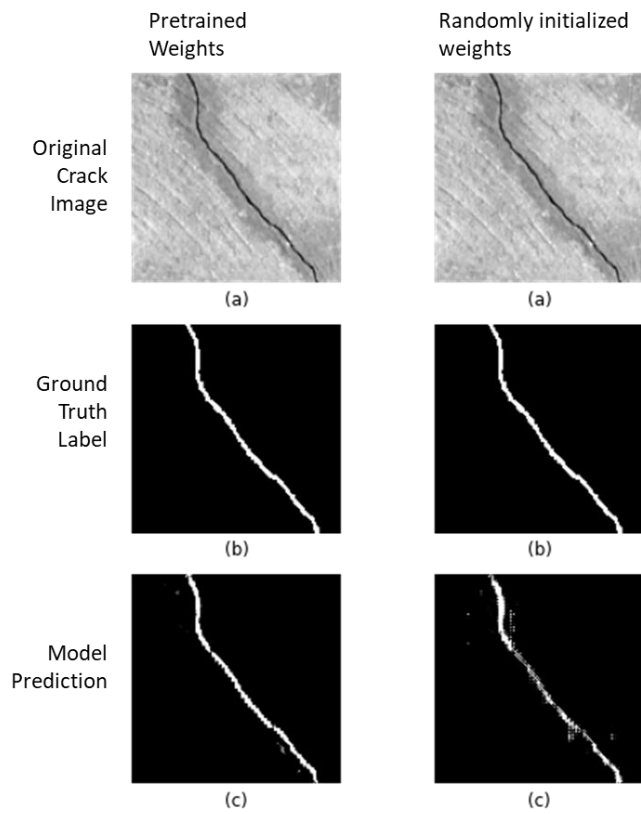 Pretrained
Weights
Randomly initialized
weights
Original
Crack
Image
(a)
(a)
Ground
Truth
Label
(b)
(b)
Model
Prediction
(c)
(c)